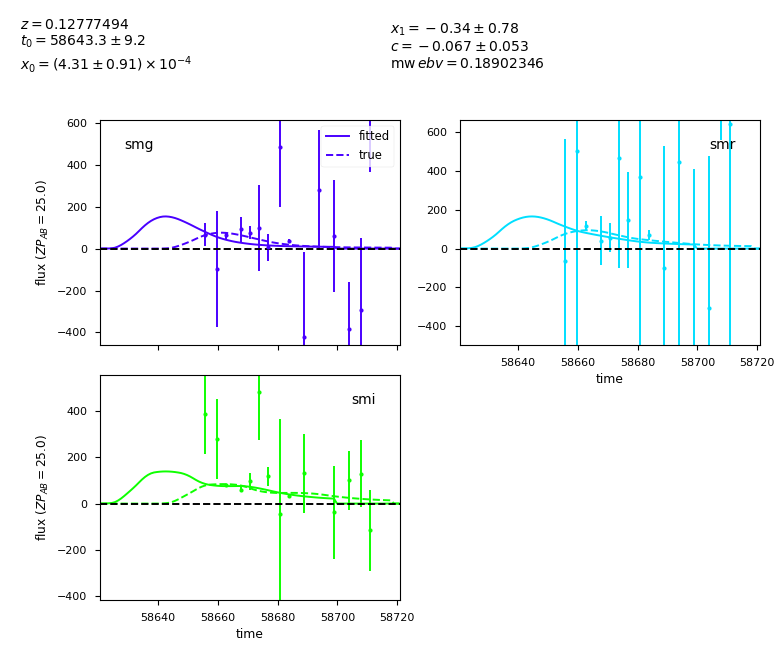 z = 0.12777494
t₀ = 58643.3 ± 9.2
x₀ = (4.31 ± 0.91) × 10⁻⁴
x₁ = −0.34 ± 0.78
c = −0.067 ± 0.053
mw ebv = 0.18902346
600
400
200
0
−200
−400
flux (ZP_AB = 25.0)
smg
fitted
true
600
400
200
0
−200
−400
smr
58640 58660 58680 58700 58720
time
400
200
0
−200
−400
flux (ZP_AB = 25.0)
smi
58640 58660 58680 58700 58720
time